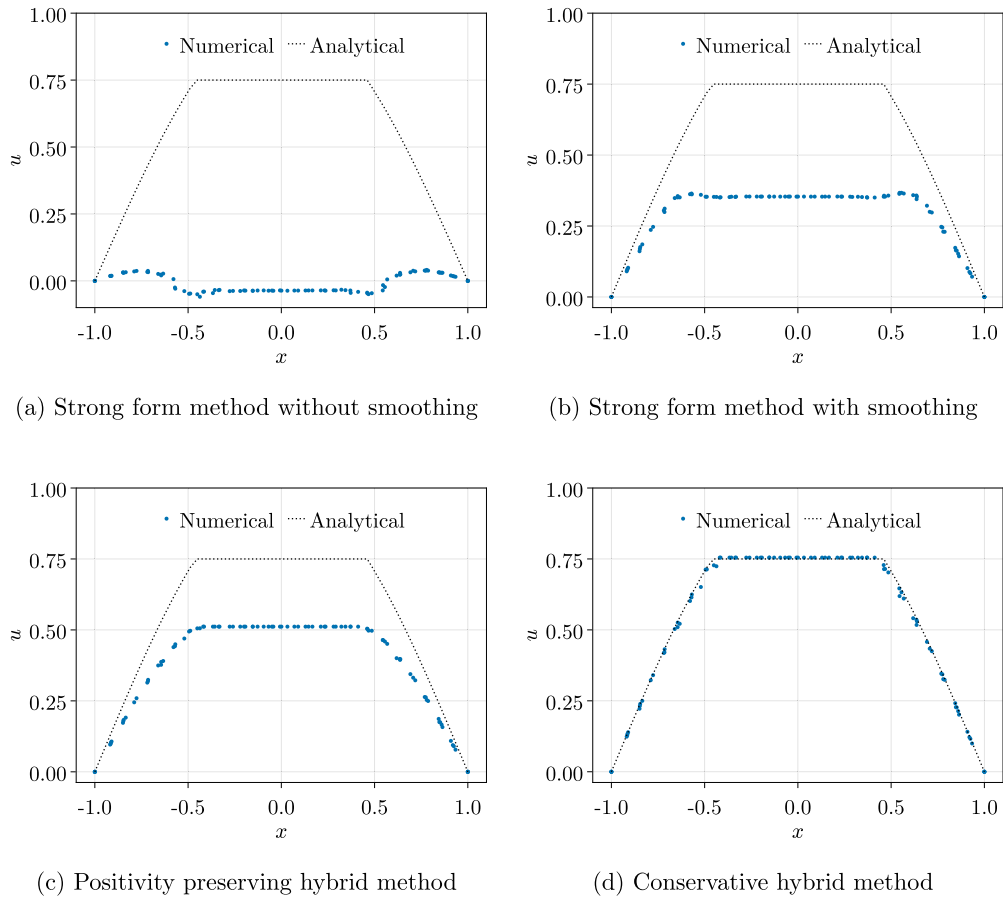 1.00
Numerical Analytical
0.75
0.50
u
0.25
0.00
-1.0 -0.5 0.0 0.5 1.0
x
(a) Strong form method without smoothing
1.00
Numerical Analytical
0.75
0.50
u
0.25
0.00
-1.0 -0.5 0.0 0.5 1.0
x
(b) Strong form method with smoothing
1.00
Numerical Analytical
0.75
0.50
u
0.25
0.00
-1.0 -0.5 0.0 0.5 1.0
x
(c) Positivity preserving hybrid method
1.00
Numerical Analytical
0.75
0.50
u
0.25
0.00
-1.0 -0.5 0.0 0.5 1.0
x
(d) Conservative hybrid method